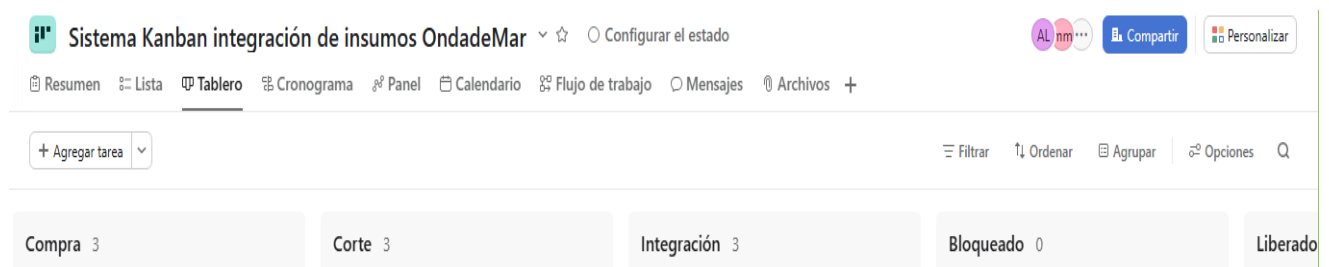 Sistema Kanban integración de insumos OndadeMar Configurar el estado AL nm ... Compartir Personalizar
Resumen Lista Tablero Cronograma Panel Calendario Flujo de trabajo Mensajes Archivos +
+ Agregar tarea Filtrar Ordenar Agrupar Opciones
Compra 3 Corte 3 Integración 3 Bloqueado 0 Liberado